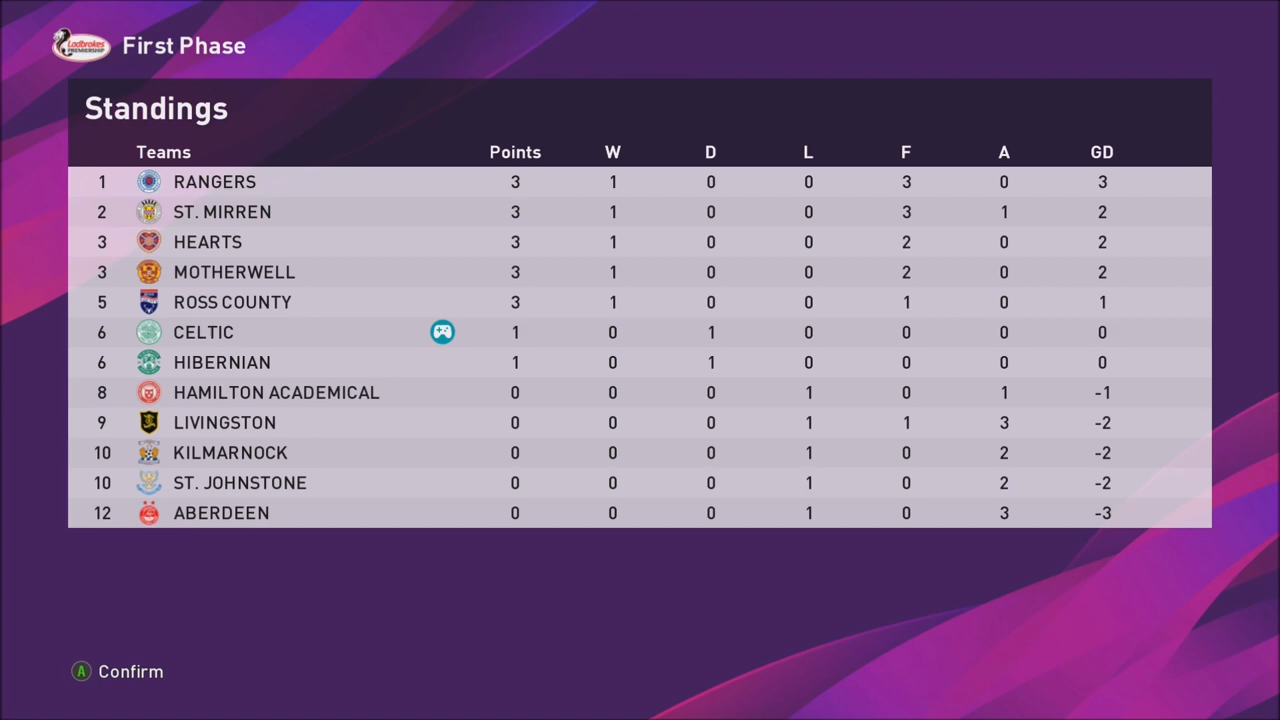 Ladbrokes
PREMIERSHIP
First Phase
Standings
Teams Points W D L F A GD
1 RANGERS 3 1 0 0 3 0 3
2 ST. MIRREN 3 1 0 0 3 1 2
3 HEARTS 3 1 0 0 2 0 2
3 MOTHERWELL 3 1 0 0 2 0 2
5 ROSS COUNTY 3 1 0 0 1 0 1
6 CELTIC 1 0 1 0 0 0 0
6 HIBERNIAN 1 0 1 0 0 0 0
8 HAMILTON ACADEMICAL 0 0 0 1 0 1 -1
9 LIVINGSTON 0 0 0 1 1 3 -2
10 KILMARNOCK 0 0 0 1 0 2 -2
10 ST. JOHNSTONE 0 0 0 1 0 2 -2
12 ABERDEEN 0 0 0 1 0 3 -3
A Confirm